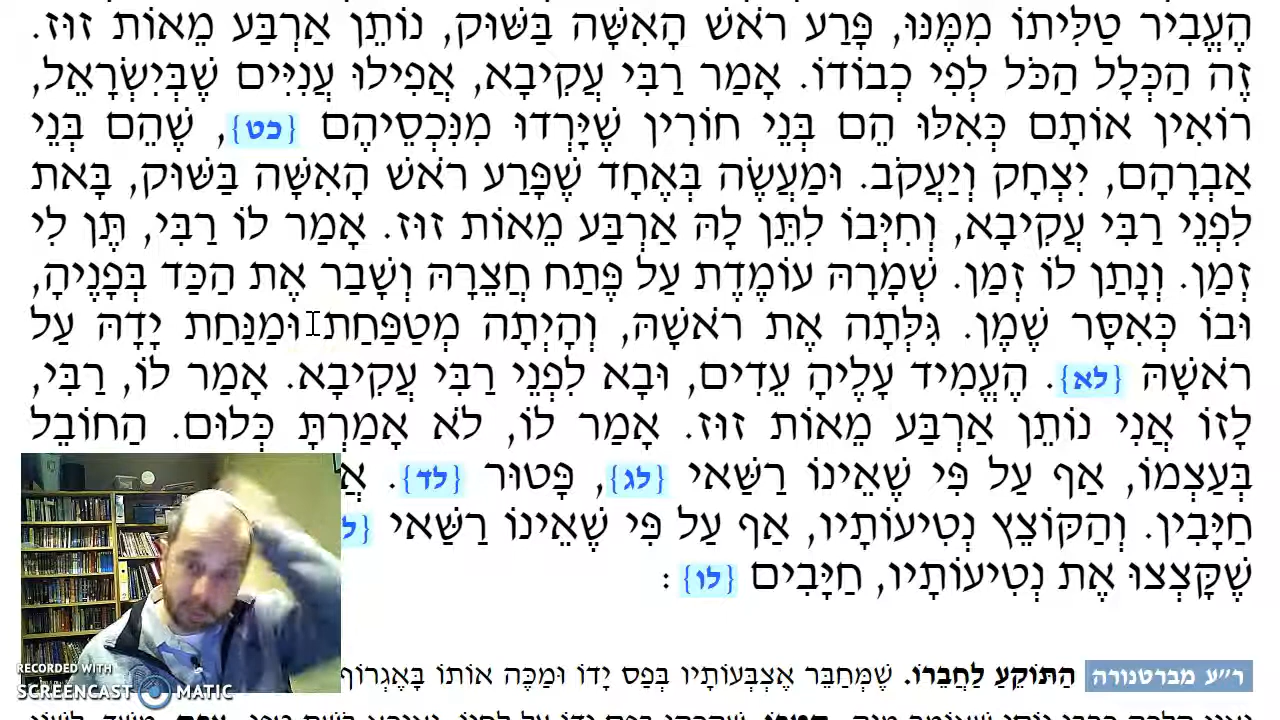 הֶעֱבִיר טַלִּיתוֹ מִמֶּנּוּ, פָּרַע רֹאשׁ הָאִשָּׁה בַּשּׁוּק, נוֹתֵן אַרְבַּע מֵאוֹת זוּז.
זֶה הַכְּלָל הַכֹּל לְפִי כְבוֹדוֹ. אָמַר רַבִּי עֲקִיבָא, אֲפִילוּ עֲנִיִּים שֶׁבְּיִשְׂרָאֵל,
רוֹאִין אוֹתָם כְּאִלּוּ הֵם בְּנֵי חוֹרִין שֶׁיָּרְדוּ מִנִּכְסֵיהֶם {כט}, שֶׁהֵם בְּנֵי
אַבְרָהָם, יִצְחָק וְיַעֲקֹב. וּמַעֲשֶׂה בְּאֶחָד שֶׁפָּרַע רֹאשׁ הָאִשָּׁה בַּשּׁוּק, בָּאת
לִפְנֵי רַבִּי עֲקִיבָא, וְחִיְּבוֹ לִתֵּן לָהּ אַרְבַּע מֵאוֹת זוּז. אָמַר לוֹ רַבִּי, תֶּן לִי
זְמַן. וְנָתַן לוֹ זְמַן. שְׁמָרָהּ עוֹמֶדֶת עַל פֶּתַח חֲצֵרָהּ וְשָׁבַר אֶת הַכַּד בְּפָנֶיהָ,
וּבוֹ כְּאִסָּר שֶׁמֶן. גִּלְּתָה אֶת רֹאשָׁהּ, וְהָיְתָה מְטַפַּחַת וּמַנַּחַת יָדָהּ עַל
רֹאשָׁהּ {לא}. הֶעֱמִיד עָלֶיהָ עֵדִים, וּבָא לִפְנֵי רַבִּי עֲקִיבָא. אָמַר לוֹ, רַבִּי,
לָזוֹ אֲנִי נוֹתֵן אַרְבַּע מֵאוֹת זוּז. אָמַר לוֹ, לֹא אָמַרְתָּ כְּלוּם. הַחוֹבֵל
בְּעַצְמוֹ, אַף עַל פִּי שֶׁאֵינוֹ רַשַּׁאי {לג}, פָּטוּר {לד}.
חַיָּבִין. וְהַקּוֹצֵץ נְטִיעוֹתָיו, אַף עַל פִּי שֶׁאֵינוֹ רַשַּׁאי
שֶׁקָּצְצוּ אֶת נְטִיעוֹתָיו, חַיָּבִים {לו}:
ר"ע מברטנורה הַתּוֹקֵעַ לַחֲבֵרוֹ. שֶׁמְּחַבֵּר אֶצְבְּעוֹתָיו בְּפַס יָדוֹ וּמַכֶּה אוֹתוֹ בָּאֶגְרוֹף
RECORDED WITH
SCREENCAST MATIC